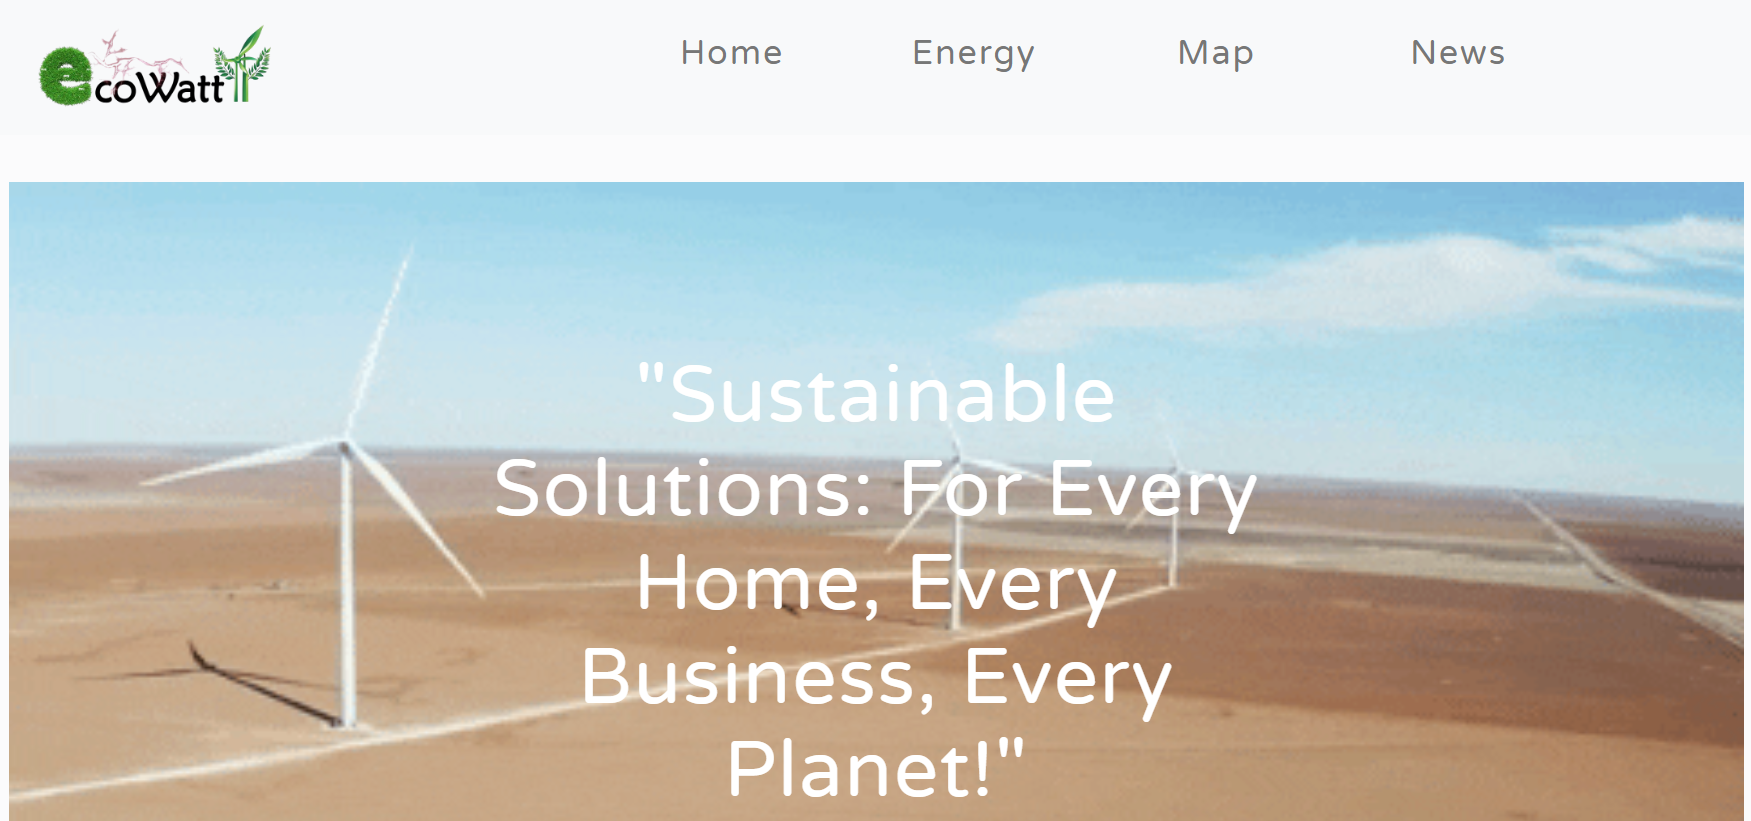 ecoWatt
Home Energy Map News
"Sustainable
Solutions: For Every
Home, Every
Business, Every
Planet!"